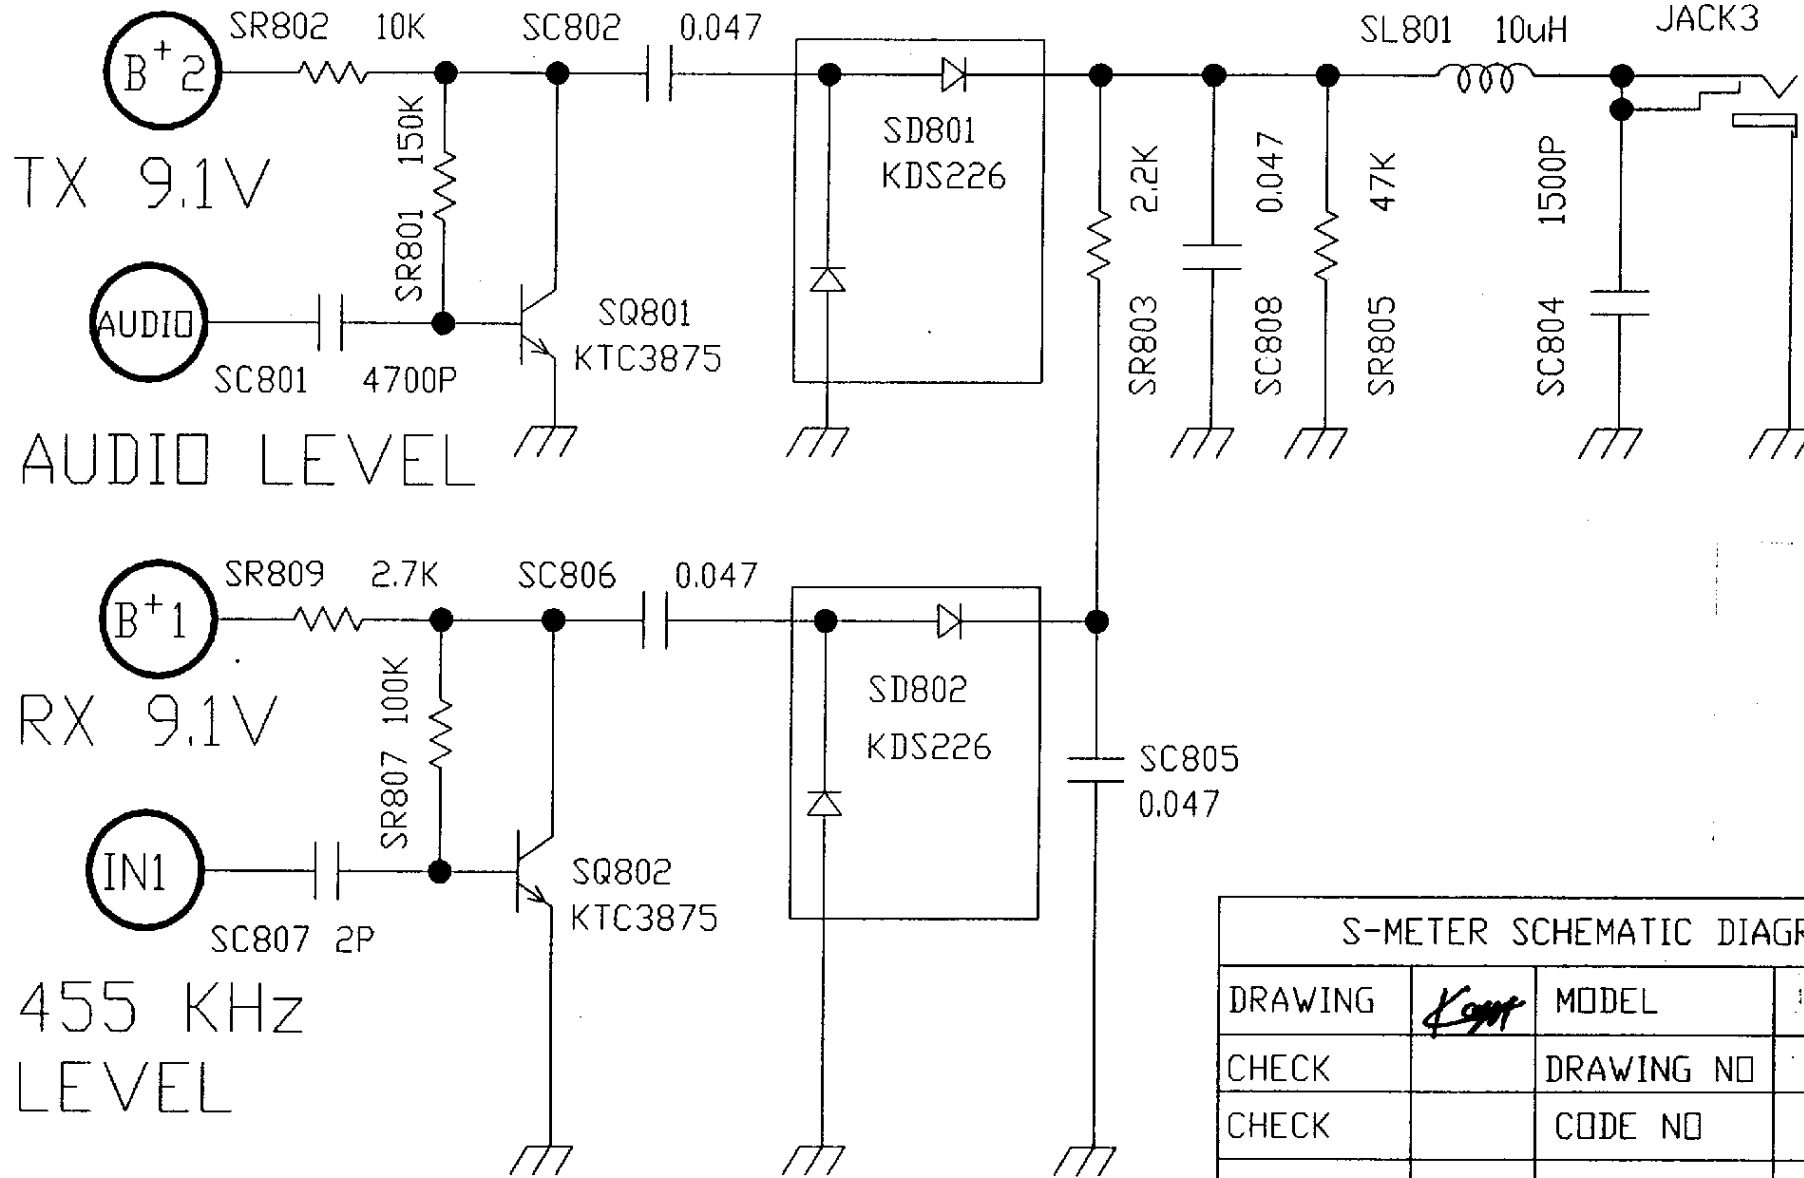 SR802 10K SC802 0.047
SL801 10uH JACK3
B+2
TX 9.1V
SR801 150K
SD801
KDS226
2.2K
SR803
0.047
SC808
47K
SR805
1500P
SC804
AUDIO
SC801 4700P
SQ801
KTC3875
AUDIO LEVEL
SR809 2.7K SC806 0.047
B+1
RX 9.1V
SR807 100K
SD802
KDS226
SC805
0.047
IN1
SC807 2P
SQ802
KTC3875
455 KHz
LEVEL
S-METER SCHEMATIC DIAGR
DRAWING MODEL
CHECK DRAWING NO
CHECK CODE NO